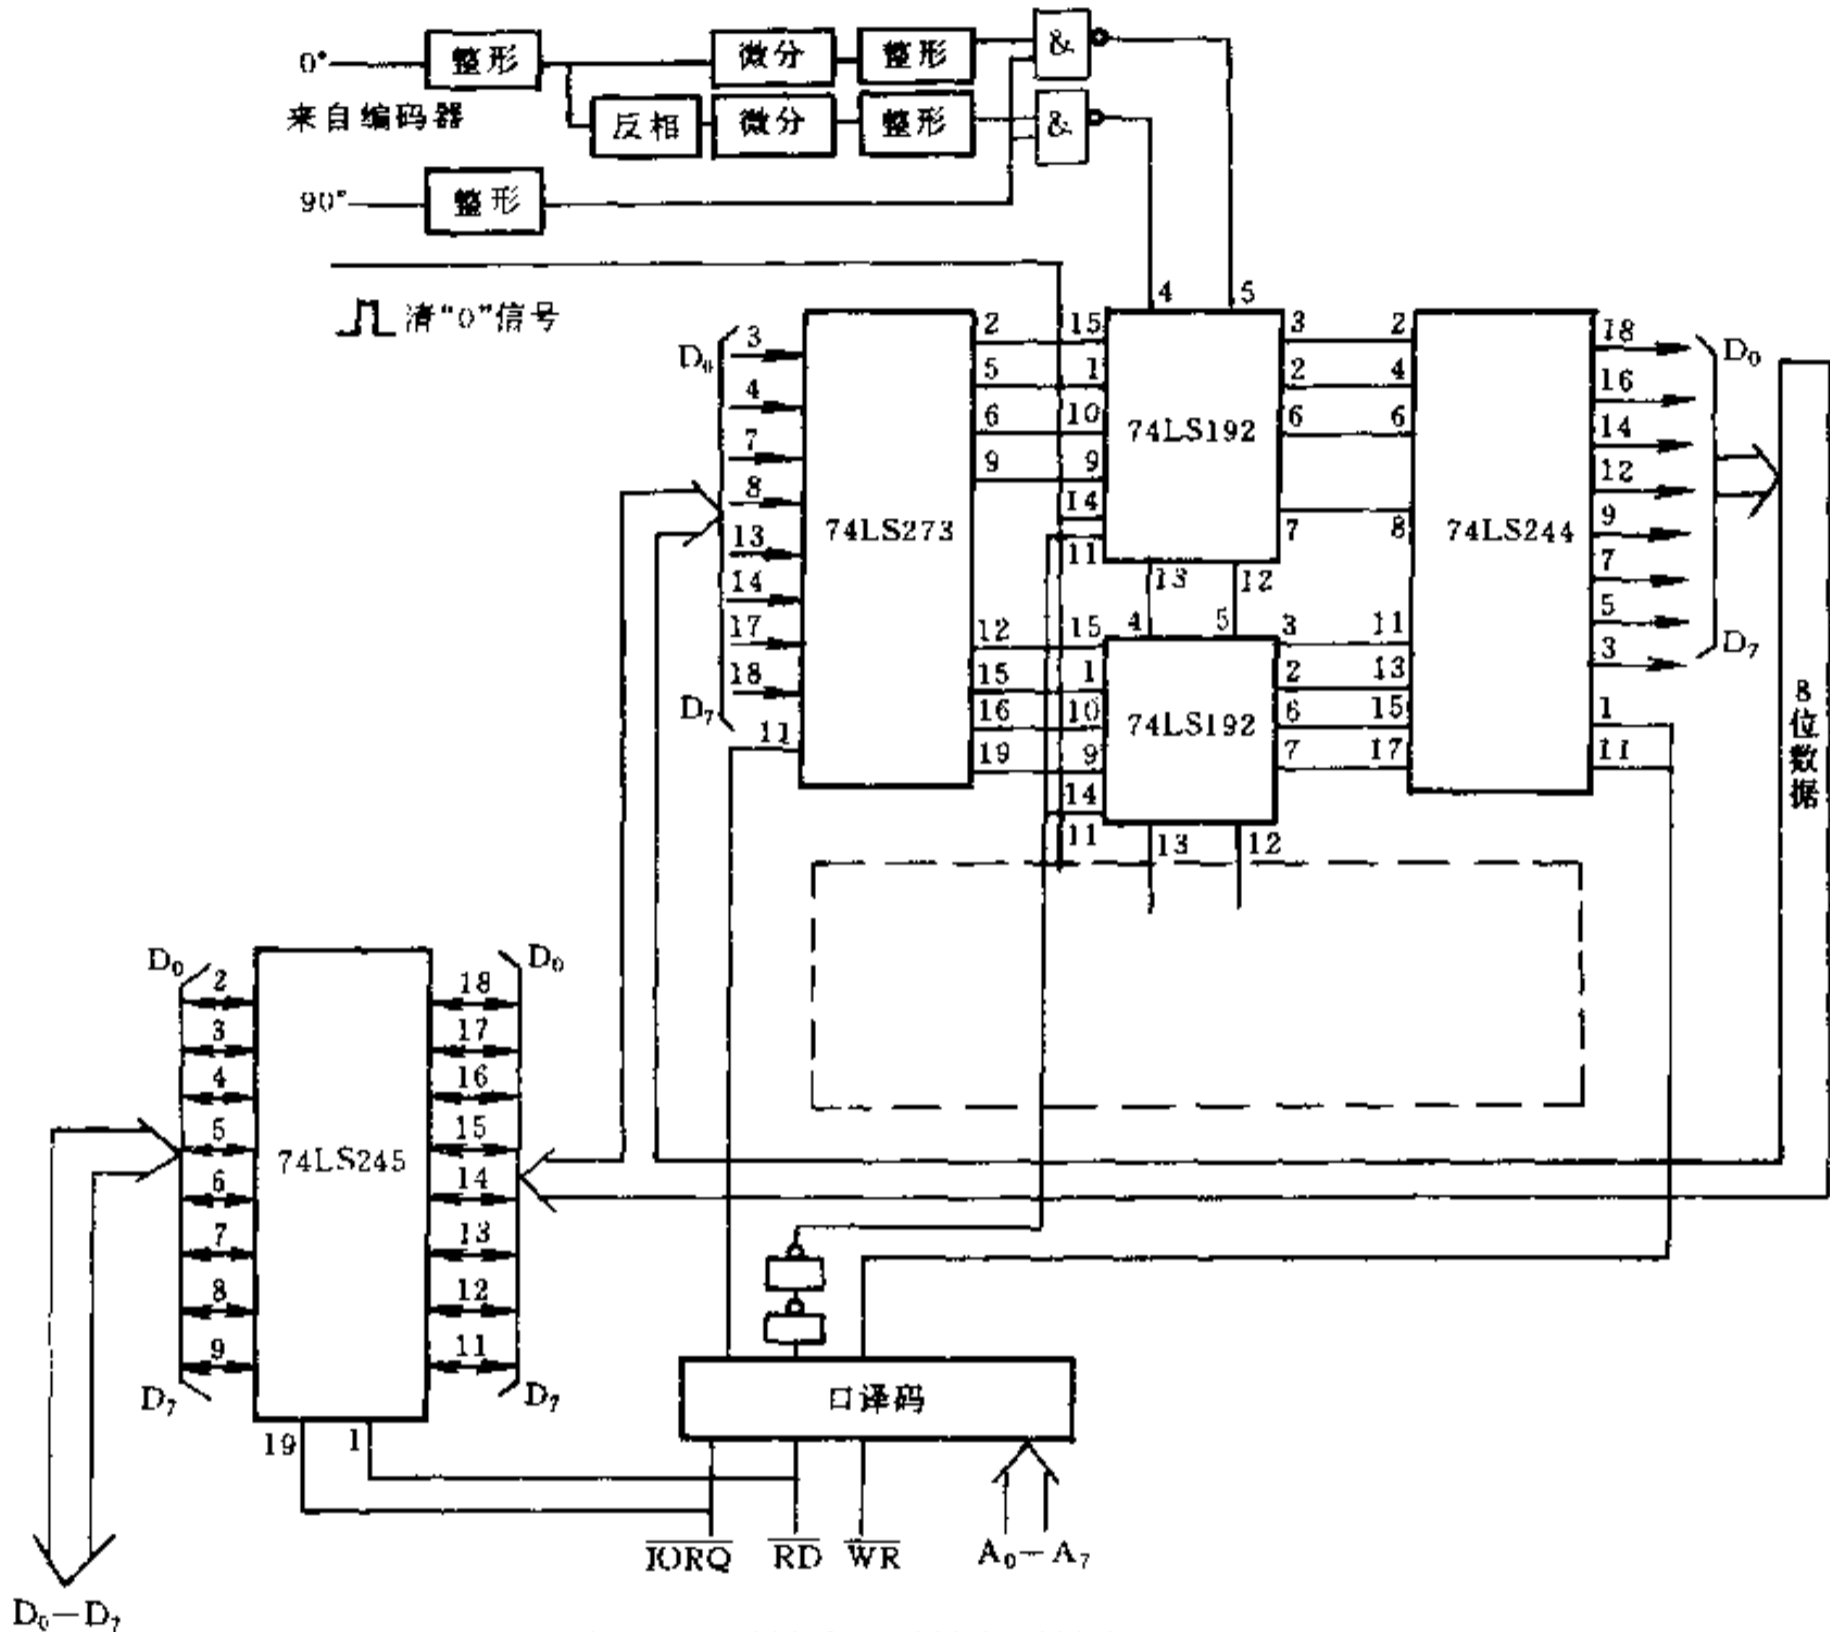 0° 整形 微分 整形 &
来自编码器 反相 微分 整形 &
90° 整形
清“0”信号
4 5
D₀ 3 4 7 8 13 14 17 18 D₇ 11
74LS273
2 5 6 9 12 15 16 19
15 1 10 9 14 11
74LS192
3 2 6 7
13 12
4 5
15 1 10 9 14 11
74LS192
3 2 6 7
13 12
2 4 6 8 11 13 15 17
74LS244
18 16 14 12 9 7 5 3 1 11
D₀
D₇
8位数据
D₀ 2 3 4 5 6 7 8 9 D₇
74LS245
D₀ 18 17 16 15 14 13 12 11 D₇
19 1
口译码
I̅O̅R̅Q̅ R̅D̅ W̅R̅ A₀—A₇
D₀—D₇